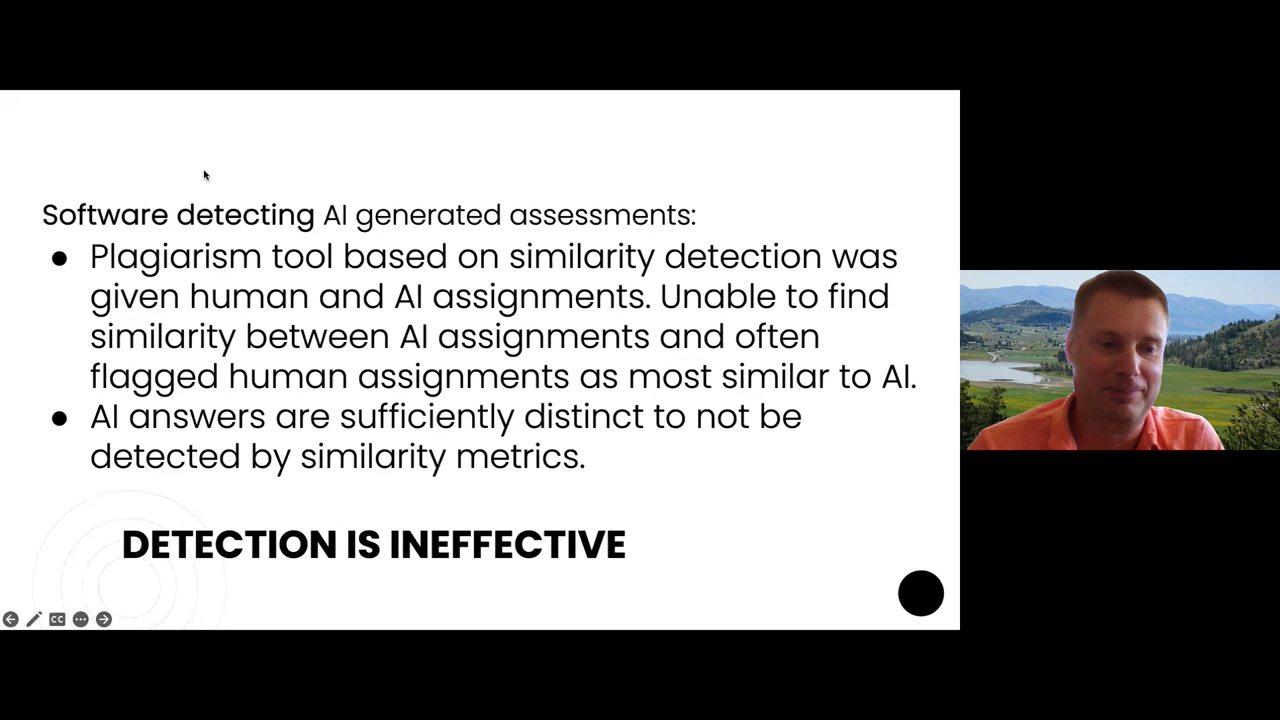 Software detecting AI generated assessments:
● Plagiarism tool based on similarity detection was
given human and AI assignments. Unable to find
similarity between AI assignments and often
flagged human assignments as most similar to AI.
● AI answers are sufficiently distinct to not be
detected by similarity metrics.
DETECTION IS INEFFECTIVE
CC